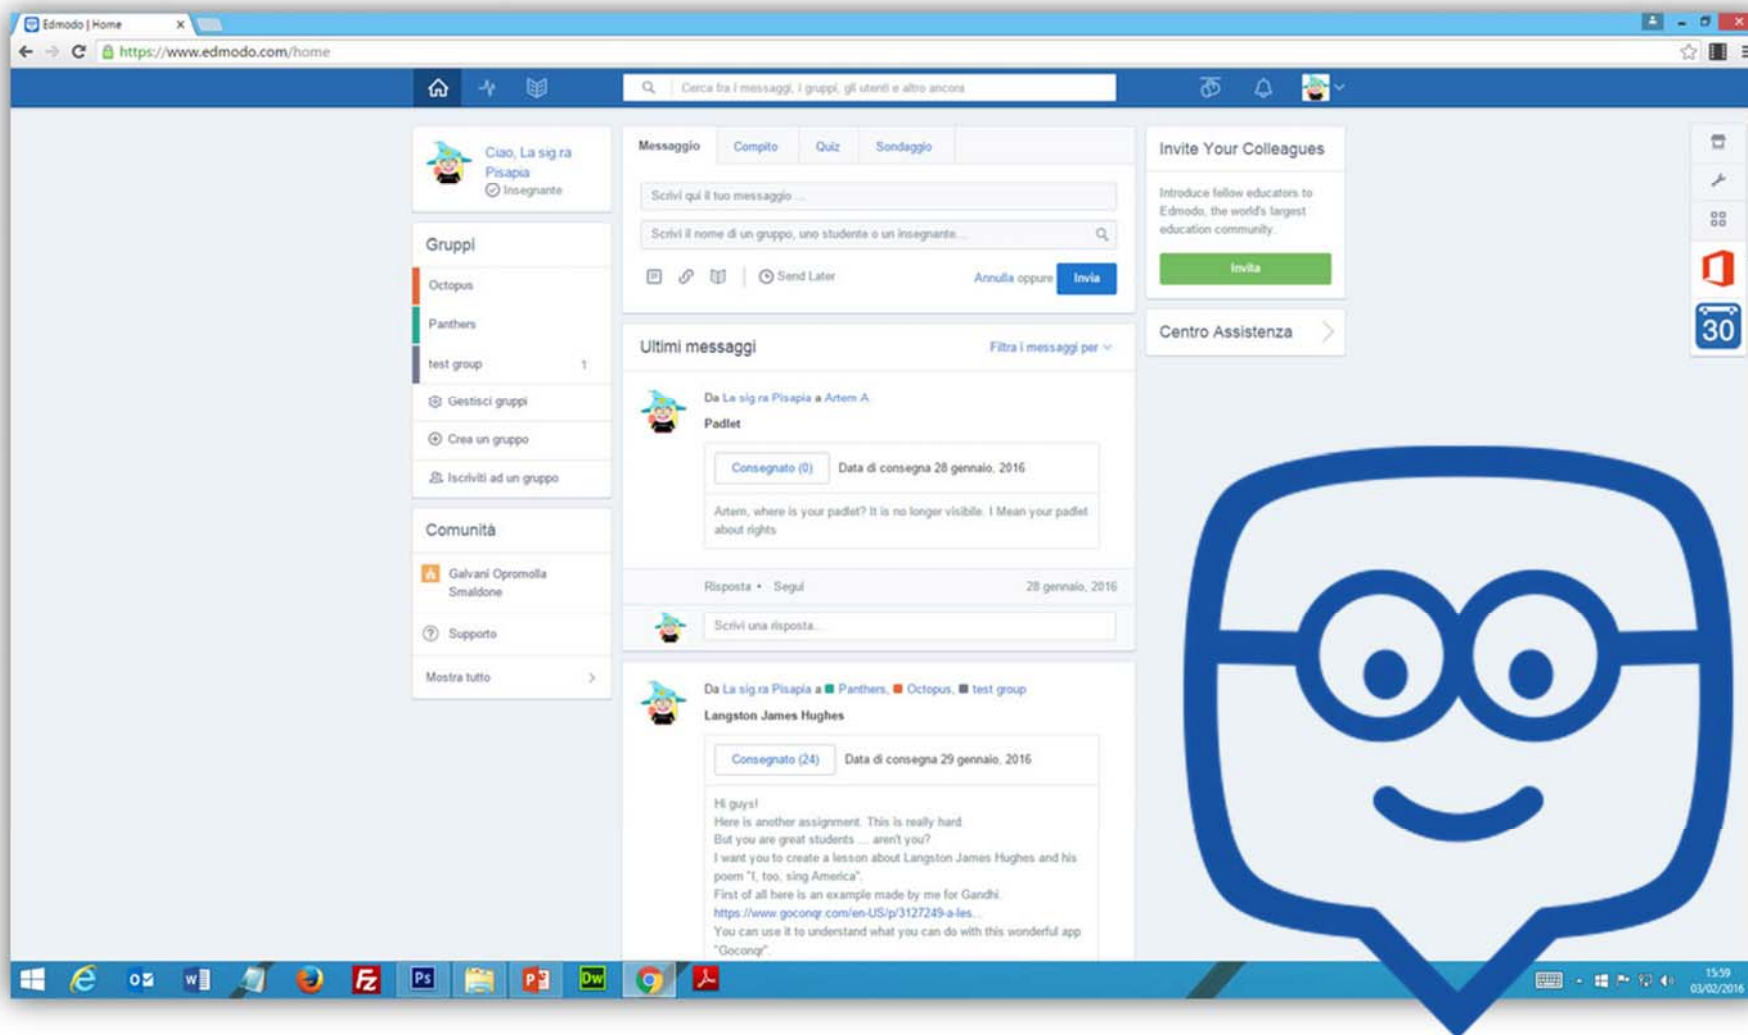 Edmodo | Home
https://www.edmodo.com/home
Cerca fra i messaggi, i gruppi, gli utenti e altro ancora
Ciao, La sig.ra
Pisapia
Insegnante
Gruppi
Octopus
Panthers
test group 1
Gestisci gruppi
Crea un gruppo
Iscriviti ad un gruppo
Comunità
Galvani Opromolla
Smaldone
Supporto
Mostra tutto
Messaggio Compito Quiz Sondaggio
Scrivi qui il tuo messaggio ...
Scrivi il nome di un gruppo, uno studente o un insegnante...
Send Later Annulla oppure Invia
Ultimi messaggi Filtra i messaggi per
Da La sig.ra Pisapia a Artem A
Padlet
Consegnato (0) Data di consegna 28 gennaio, 2016
Artem, where is your padlet? It is no longer visibile. I Mean your padlet
about rights
Risposta • Segui 28 gennaio, 2016
Scrivi una risposta...
Da La sig.ra Pisapia a Panthers, Octopus, test group
Langston James Hughes
Consegnato (24) Data di consegna 29 gennaio, 2016
Hi guys!
Here is another assignment. This is really hard
But you are great students .... aren't you?
I want you to create a lesson about Langston James Hughes and his
poem "I, too, sing America".
First of all here is an example made by me for Gandhi.
https://www.goconqr.com/en-US/p/3127249-a-les...
You can use it to understand what you can do with this wonderful app
"Goconqr".
Invite Your Colleagues
Introduce fellow educators to
Edmodo, the world's largest
education community.
Invita
Centro Assistenza
30
Ps
Dw
15:59
03/02/2016